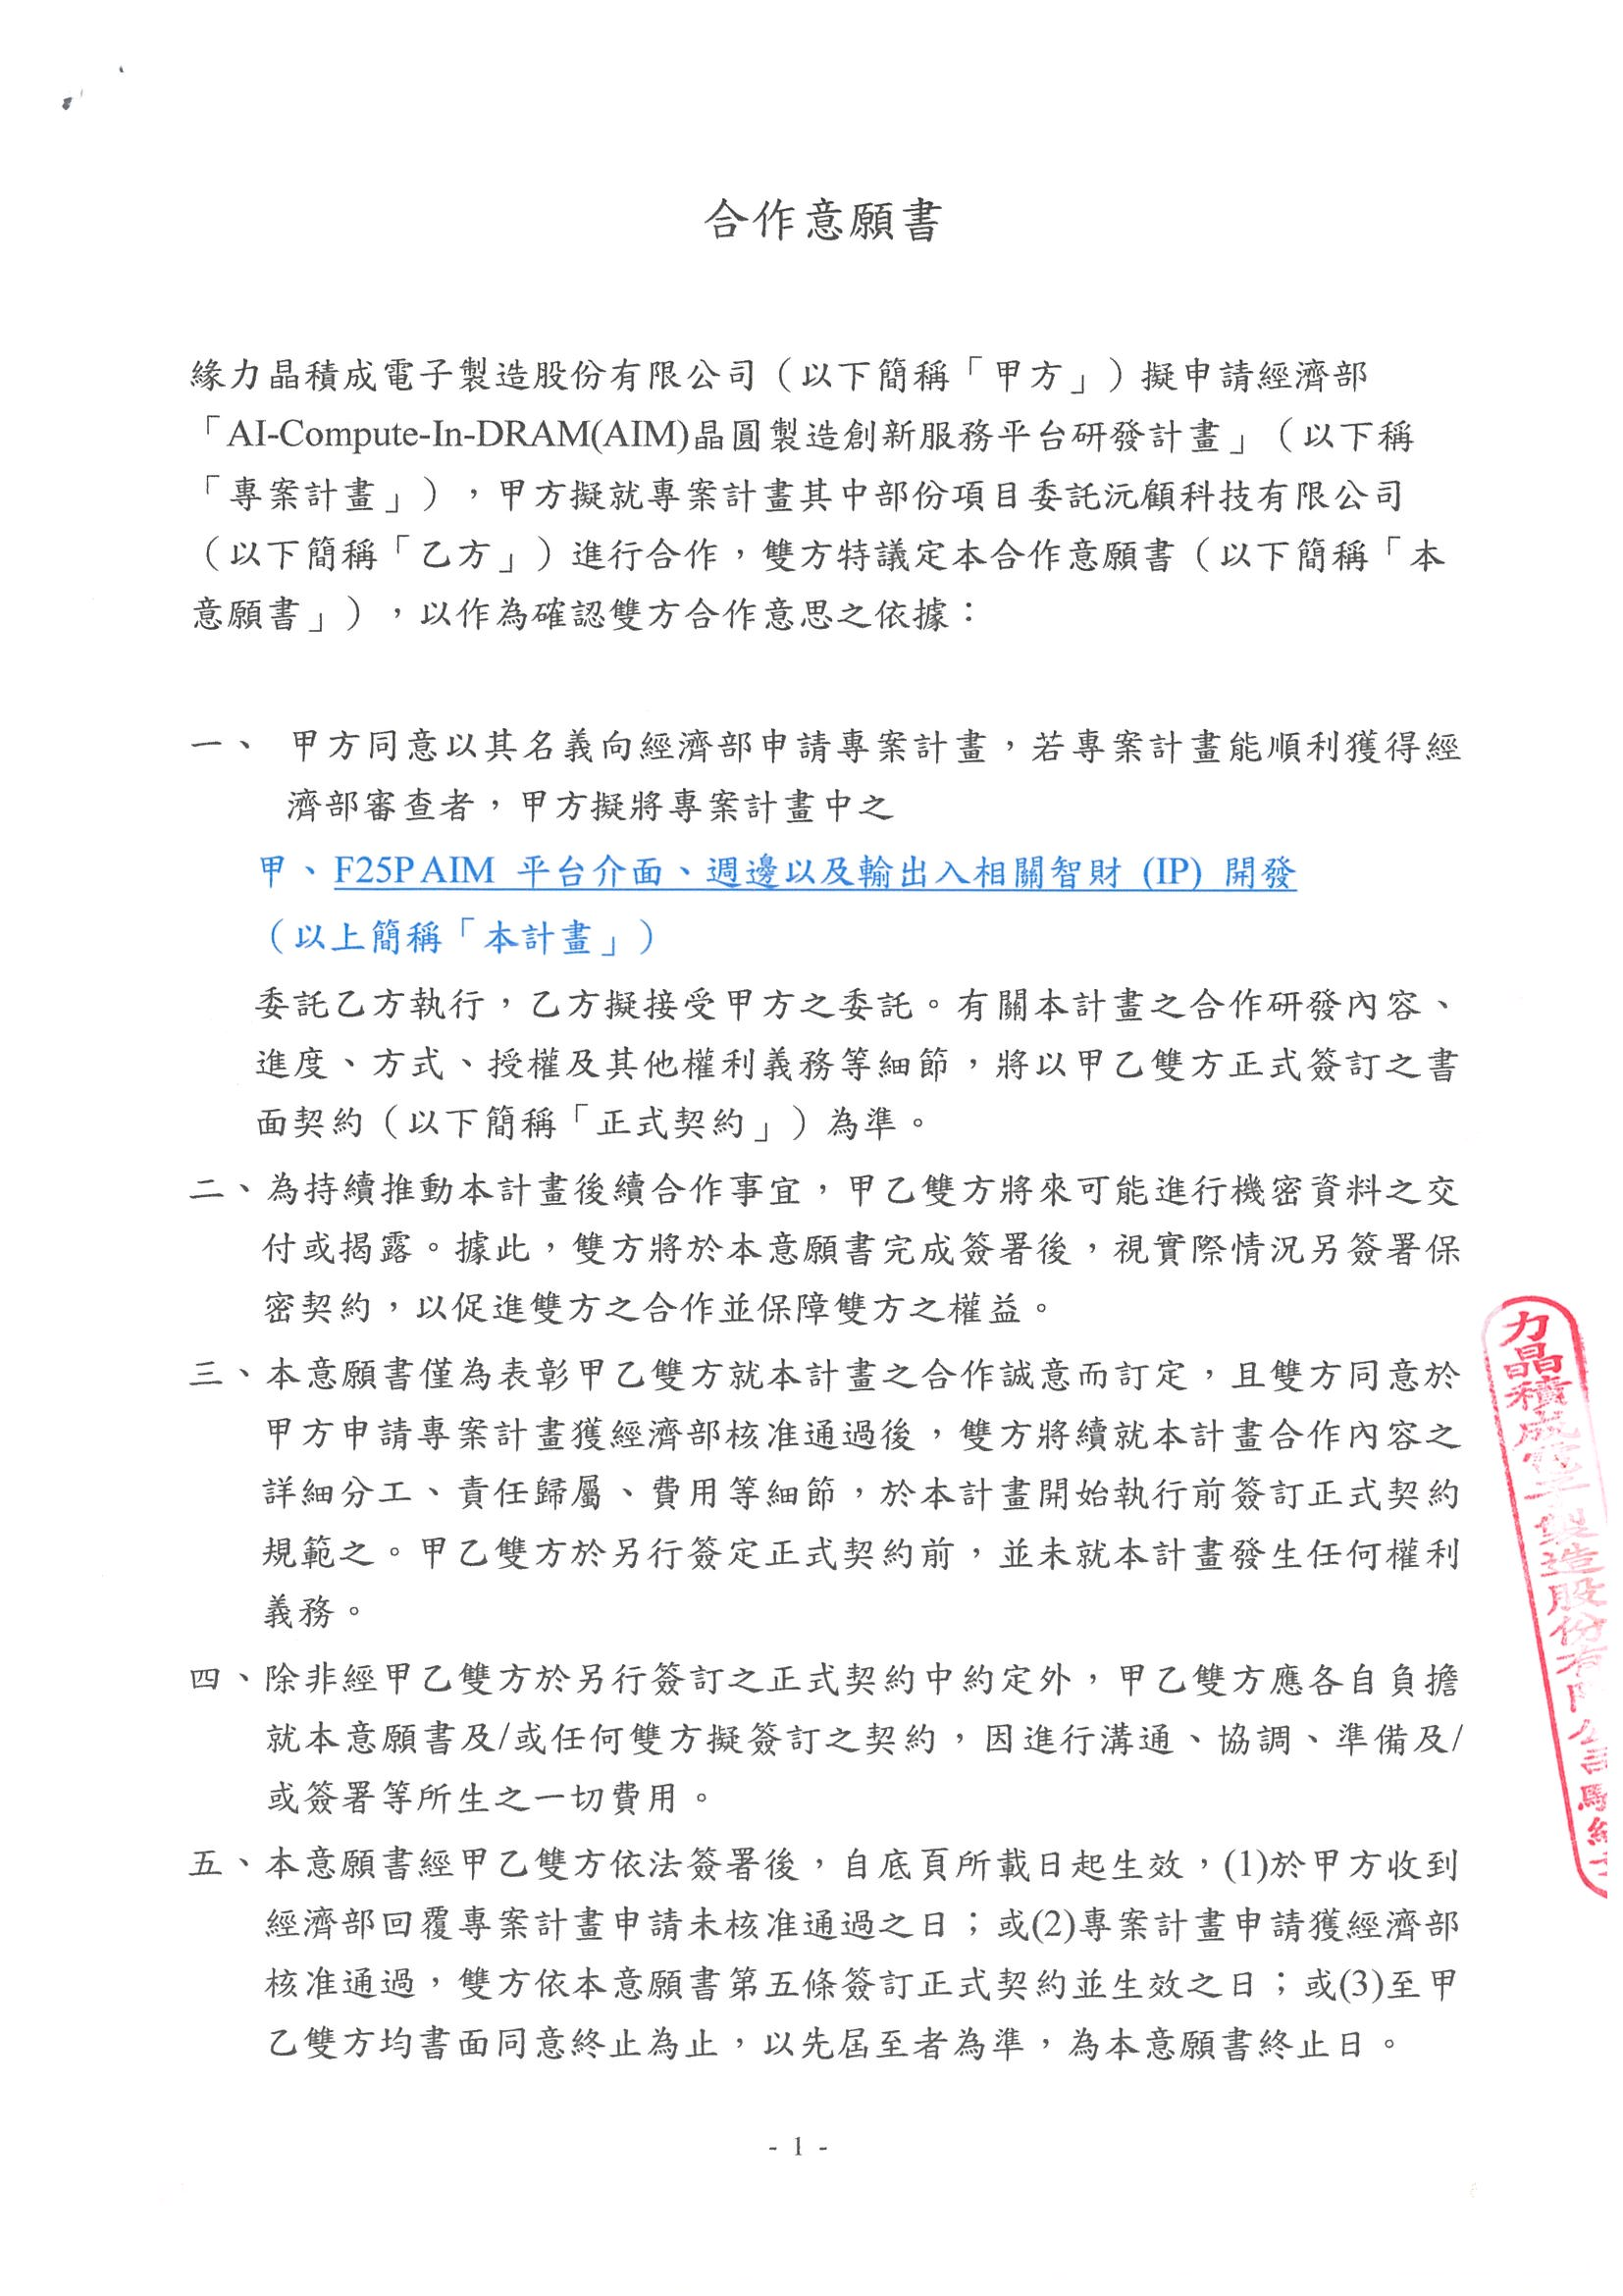 合作意願書
緣力晶積成電子製造股份有限公司（以下簡稱「甲方」）擬申請經濟部
「AI-Compute-In-DRAM(AIM)晶圓製造創新服務平台研發計畫」（以下稱
「專案計畫」），甲方擬就專案計畫其中部份項目委託沅顧科技有限公司
（以下簡稱「乙方」）進行合作，雙方特議定本合作意願書（以下簡稱「本
意願書」），以作為確認雙方合作意思之依據：
一、 甲方同意以其名義向經濟部申請專案計畫，若專案計畫能順利獲得經
濟部審查者，甲方擬將專案計畫中之
甲、F25P AIM 平台介面、週邊以及輸出入相關智財 (IP) 開發
（以上簡稱「本計畫」）
委託乙方執行，乙方擬接受甲方之委託。有關本計畫之合作研發內容、
進度、方式、授權及其他權利義務等細節，將以甲乙雙方正式簽訂之書
面契約（以下簡稱「正式契約」）為準。
二、為持續推動本計畫後續合作事宜，甲乙雙方將來可能進行機密資料之交
付或揭露。據此，雙方將於本意願書完成簽署後，視實際情況另簽署保
密契約，以促進雙方之合作並保障雙方之權益。
三、本意願書僅為表彰甲乙雙方就本計畫之合作誠意而訂定，且雙方同意於
甲方申請專案計畫獲經濟部核准通過後，雙方將續就本計畫合作內容之
詳細分工、責任歸屬、費用等細節，於本計畫開始執行前簽訂正式契約
規範之。甲乙雙方於另行簽定正式契約前，並未就本計畫發生任何權利
義務。
四、除非經甲乙雙方於另行簽訂之正式契約中約定外，甲乙雙方應各自負擔
就本意願書及/或任何雙方擬簽訂之契約，因進行溝通、協調、準備及/
或簽署等所生之一切費用。
五、本意願書經甲乙雙方依法簽署後，自底頁所載日起生效，(1)於甲方收到
經濟部回覆專案計畫申請未核准通過之日；或(2)專案計畫申請獲經濟部
核准通過，雙方依本意願書第五條簽訂正式契約並生效之日；或(3)至甲
乙雙方均書面同意終止為止，以先屆至者為準，為本意願書終止日。
- 1 -
力晶積成電子製造股份有限公司騎縫